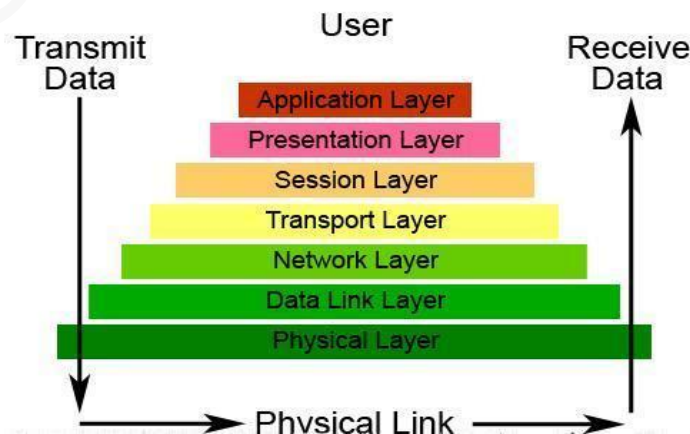 User
Transmit
Data
Receive
Data
Application Layer
Presentation Layer
Session Layer
Transport Layer
Network Layer
Data Link Layer
Physical Layer
Physical Link